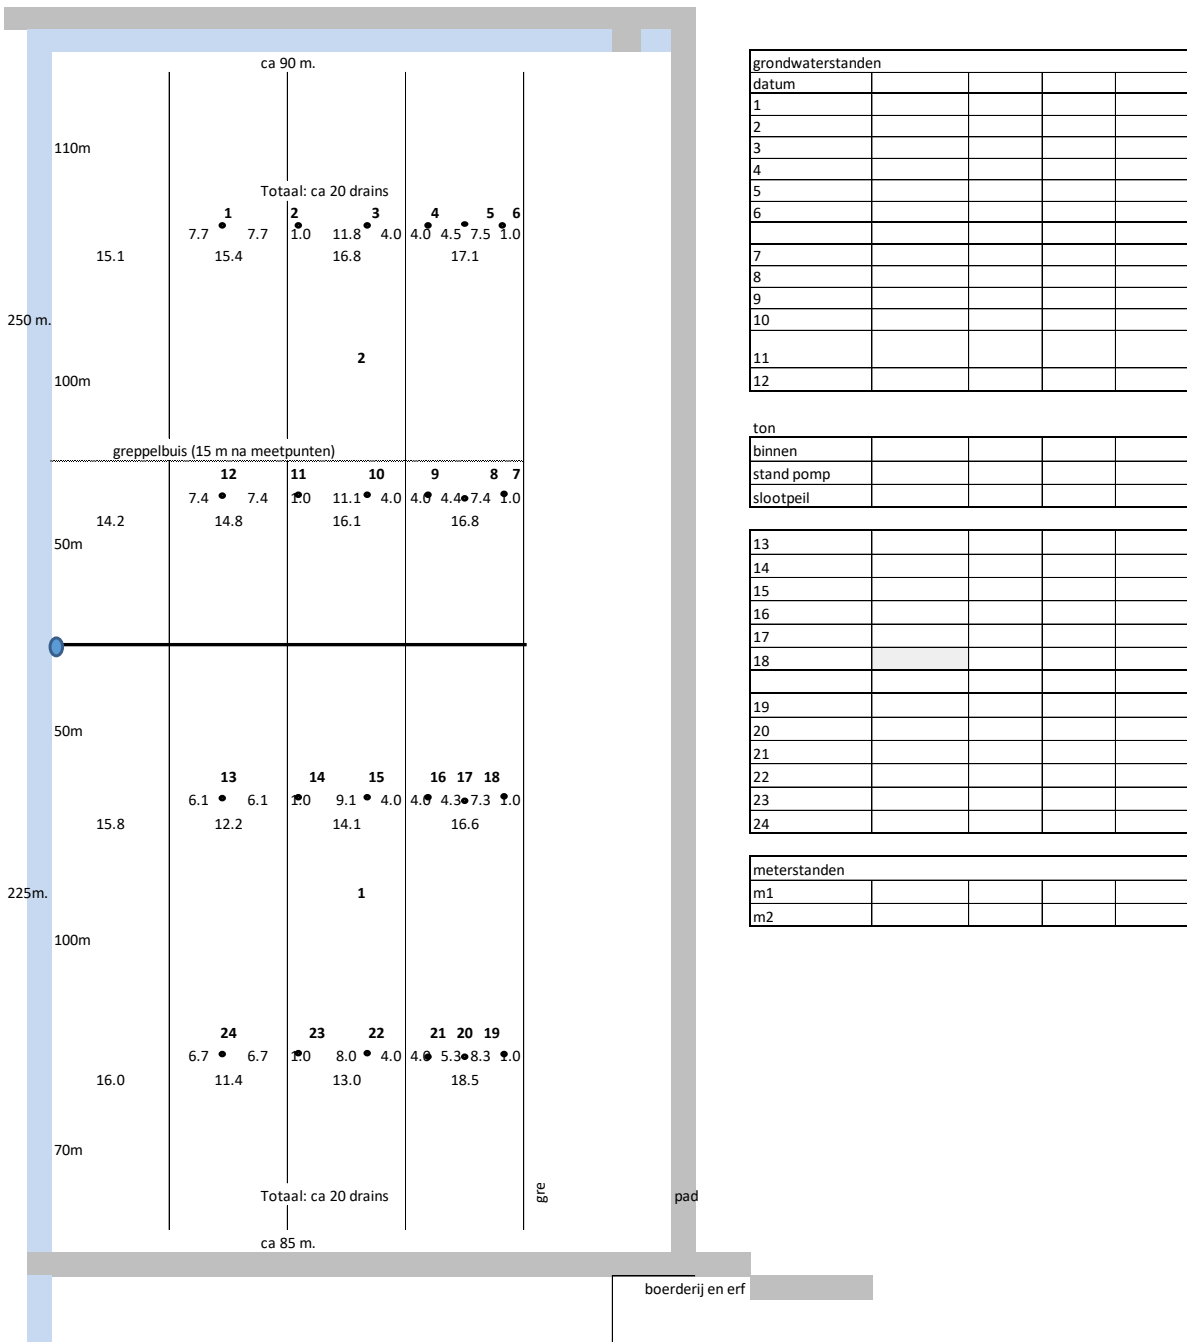 ca 90 m.
110m
Totaal: ca 20 drains
1 2 3 4 5 6
7.7 7.7 1.0 11.8 4.0 4.0 4.5 7.5 1.0
15.1 15.4 16.8 17.1
250 m.
2
100m
greppelbuis (15 m na meetpunten)
12 11 10 9 8 7
7.4 7.4 1.0 11.1 4.0 4.0 4.4 7.4 1.0
14.2 14.8 16.1 16.8
50m
50m
13 14 15 16 17 18
6.1 6.1 1.0 9.1 4.0 4.0 4.3 7.3 1.0
15.8 12.2 14.1 16.6
225m.
1
100m
24 23 22 21 20 19
6.7 6.7 1.0 8.0 4.0 4.0 5.3 8.3 1.0
16.0 11.4 13.0 18.5
70m
Totaal: ca 20 drains
gre
pad
ca 85 m.
boerderij en erf
grondwaterstanden
datum
1
2
3
4
5
6
7
8
9
10
11
12
ton
binnen
stand pomp
slootpeil
13
14
15
16
17
18
19
20
21
22
23
24
meterstanden
m1
m2